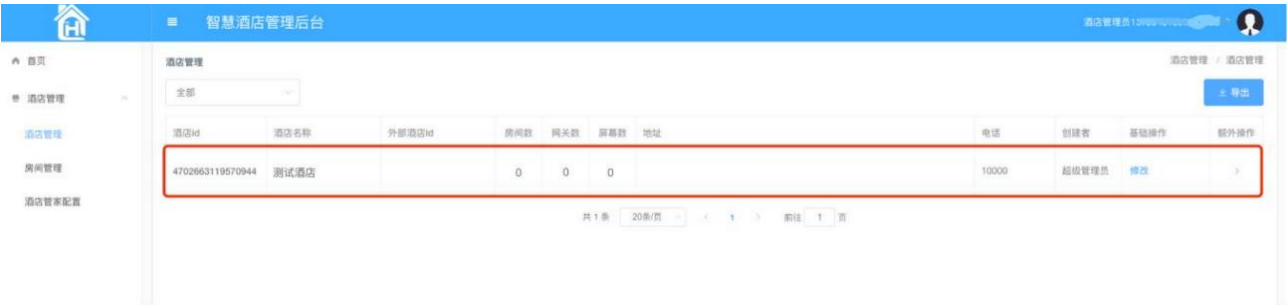 智慧酒店管理后台
酒店管理员
首页
酒店管理
酒店管理
房间管理
酒店管家配置
酒店管理
酒店管理 / 酒店管理
全部
导出
酒店id 酒店名称 外部酒店id 房间数 网关数 屏幕数 地址 电话 创建者 基础操作 额外操作
4702663119570944 测试酒店 0 0 0 10000 超级管理员 修改
共 1 条 20条/页 1 前往 1 页